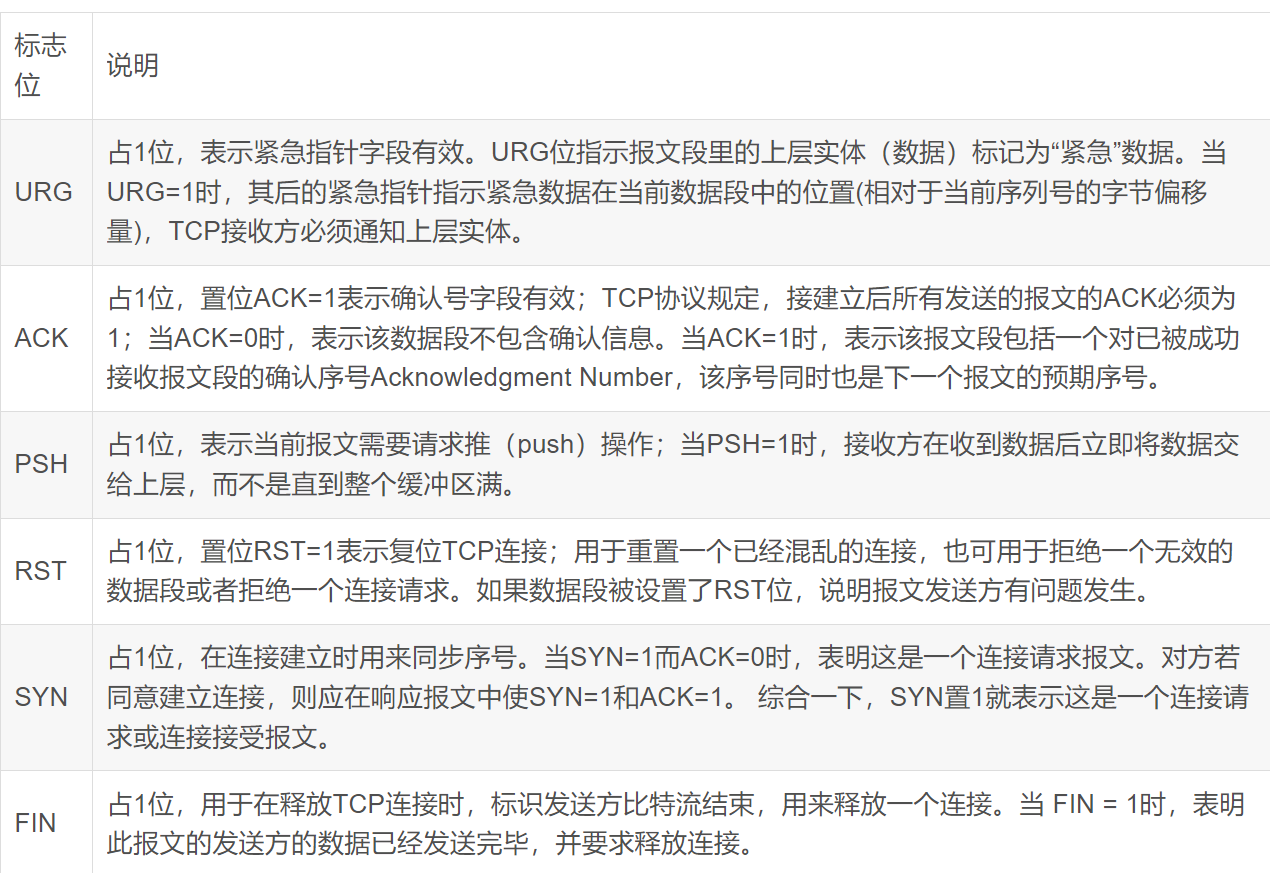 标志
位
说明
占1位，表示紧急指针字段有效。URG位指示报文段里的上层实体（数据）标记为“紧急”数据。当
URG
URG=1时，其后的紧急指针指示紧急数据在当前数据段中的位置(相对于当前序列号的字节偏移
量)，TCP接收方必须通知上层实体。
占1位，置位ACK=1表示确认号字段有效；TCP协议规定，接建立后所有发送的报文的ACK必须为
ACK
1；当ACK=0时，表示该数据段不包含确认信息。当ACK=1时，表示该报文段包括一个对已被成功
接收报文段的确认序号Acknowledgment Number，该序号同时也是下一个报文的预期序号。
PSH
占1位，表示当前报文需要请求推（push）操作；当PSH=1时，接收方在收到数据后立即将数据交
给上层，而不是直到整个缓冲区满。
RST
占1位，置位RST=1表示复位TCP连接；用于重置一个已经混乱的连接，也可用于拒绝一个无效的
数据段或者拒绝一个连接请求。如果数据段被设置了RST位，说明报文发送方有问题发生。
占1位，在连接建立时用来同步序号。当SYN=1而ACK=0时，表明这是一个连接请求报文。对方若
SYN
同意建立连接，则应在响应报文中使SYN=1和ACK=1。 综合一下，SYN置1就表示这是一个连接请
求或连接接受报文。
FIN
占1位，用于在释放TCP连接时，标识发送方比特流结束，用来释放一个连接。当 FIN = 1时，表明
此报文的发送方的数据已经发送完毕，并要求释放连接。